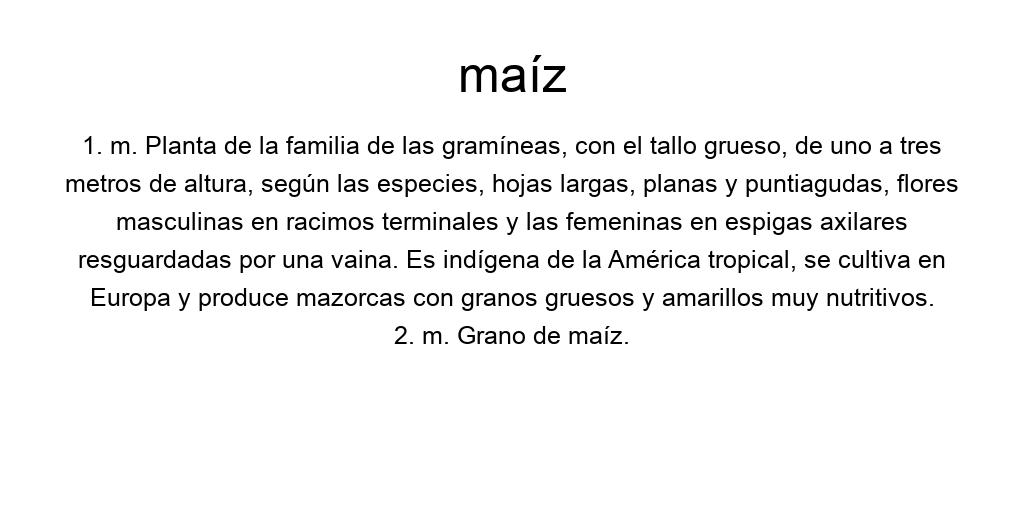 maíz
1. m. Planta de la familia de las gramíneas, con el tallo grueso, de uno a tres
metros de altura, según las especies, hojas largas, planas y puntiagudas, flores
masculinas en racimos terminales y las femeninas en espigas axilares
resguardadas por una vaina. Es indígena de la América tropical, se cultiva en
Europa y produce mazorcas con granos gruesos y amarillos muy nutritivos.
2. m. Grano de maíz.